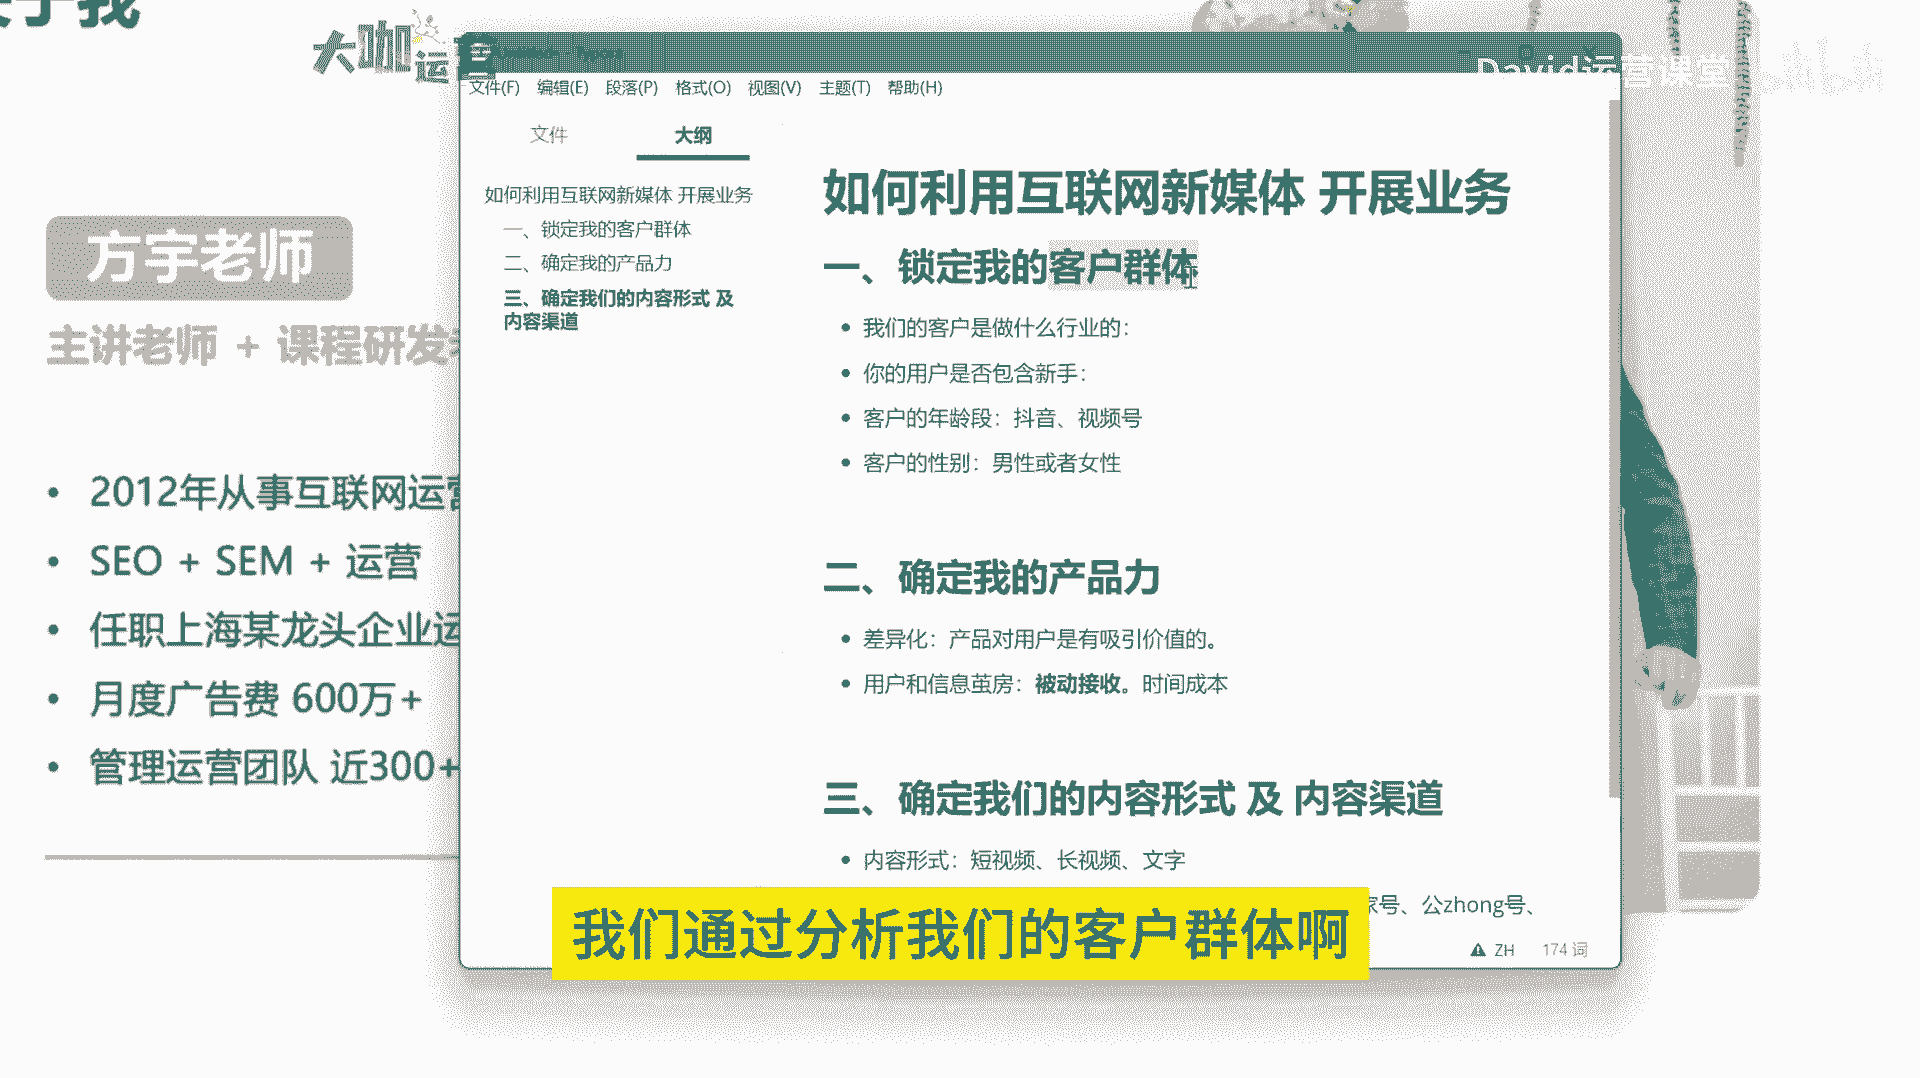 大咖运营
David运营课堂
方宇老师
主讲老师 + 课程研发
2012年从事互联网运营
SEO + SEM + 运营
任职上海某龙头企业运
月度广告费 600万+
管理运营团队 近300+
文件(F) 编辑(E) 段落(P) 格式(O) 视图(V) 主题(T) 帮助(H)
文件 大纲
如何利用互联网新媒体 开展业务
一、锁定我的客户群体
二、确定我的产品力
三、确定我们的内容形式 及
内容渠道
如何利用互联网新媒体 开展业务
一、锁定我的客户群体
我们的客户是做什么行业的：
你的用户是否包含新手：
客户的年龄段：抖音、视频号
客户的性别：男性或者女性
二、确定我的产品力
差异化：产品对用户是有吸引价值的。
用户和信息茧房：被动接收。时间成本
三、确定我们的内容形式 及 内容渠道
内容形式：短视频、长视频、文字
家号、公zhong号、
ZH 174 词
我们通过分析我们的客户群体啊